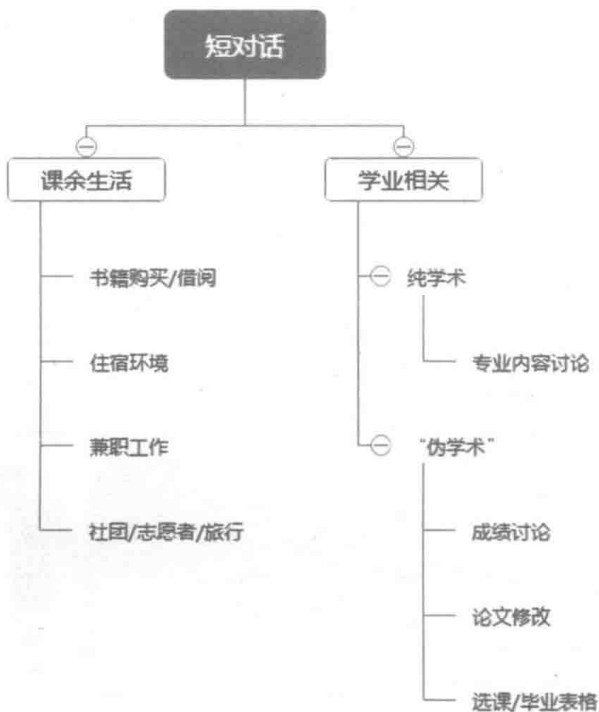 短对话
课余生活
书籍购买/借阅
住宿环境
兼职工作
社团/志愿者/旅行
学业相关
纯学术
专业内容讨论
“伪学术”
成绩讨论
论文修改
选课/毕业表格